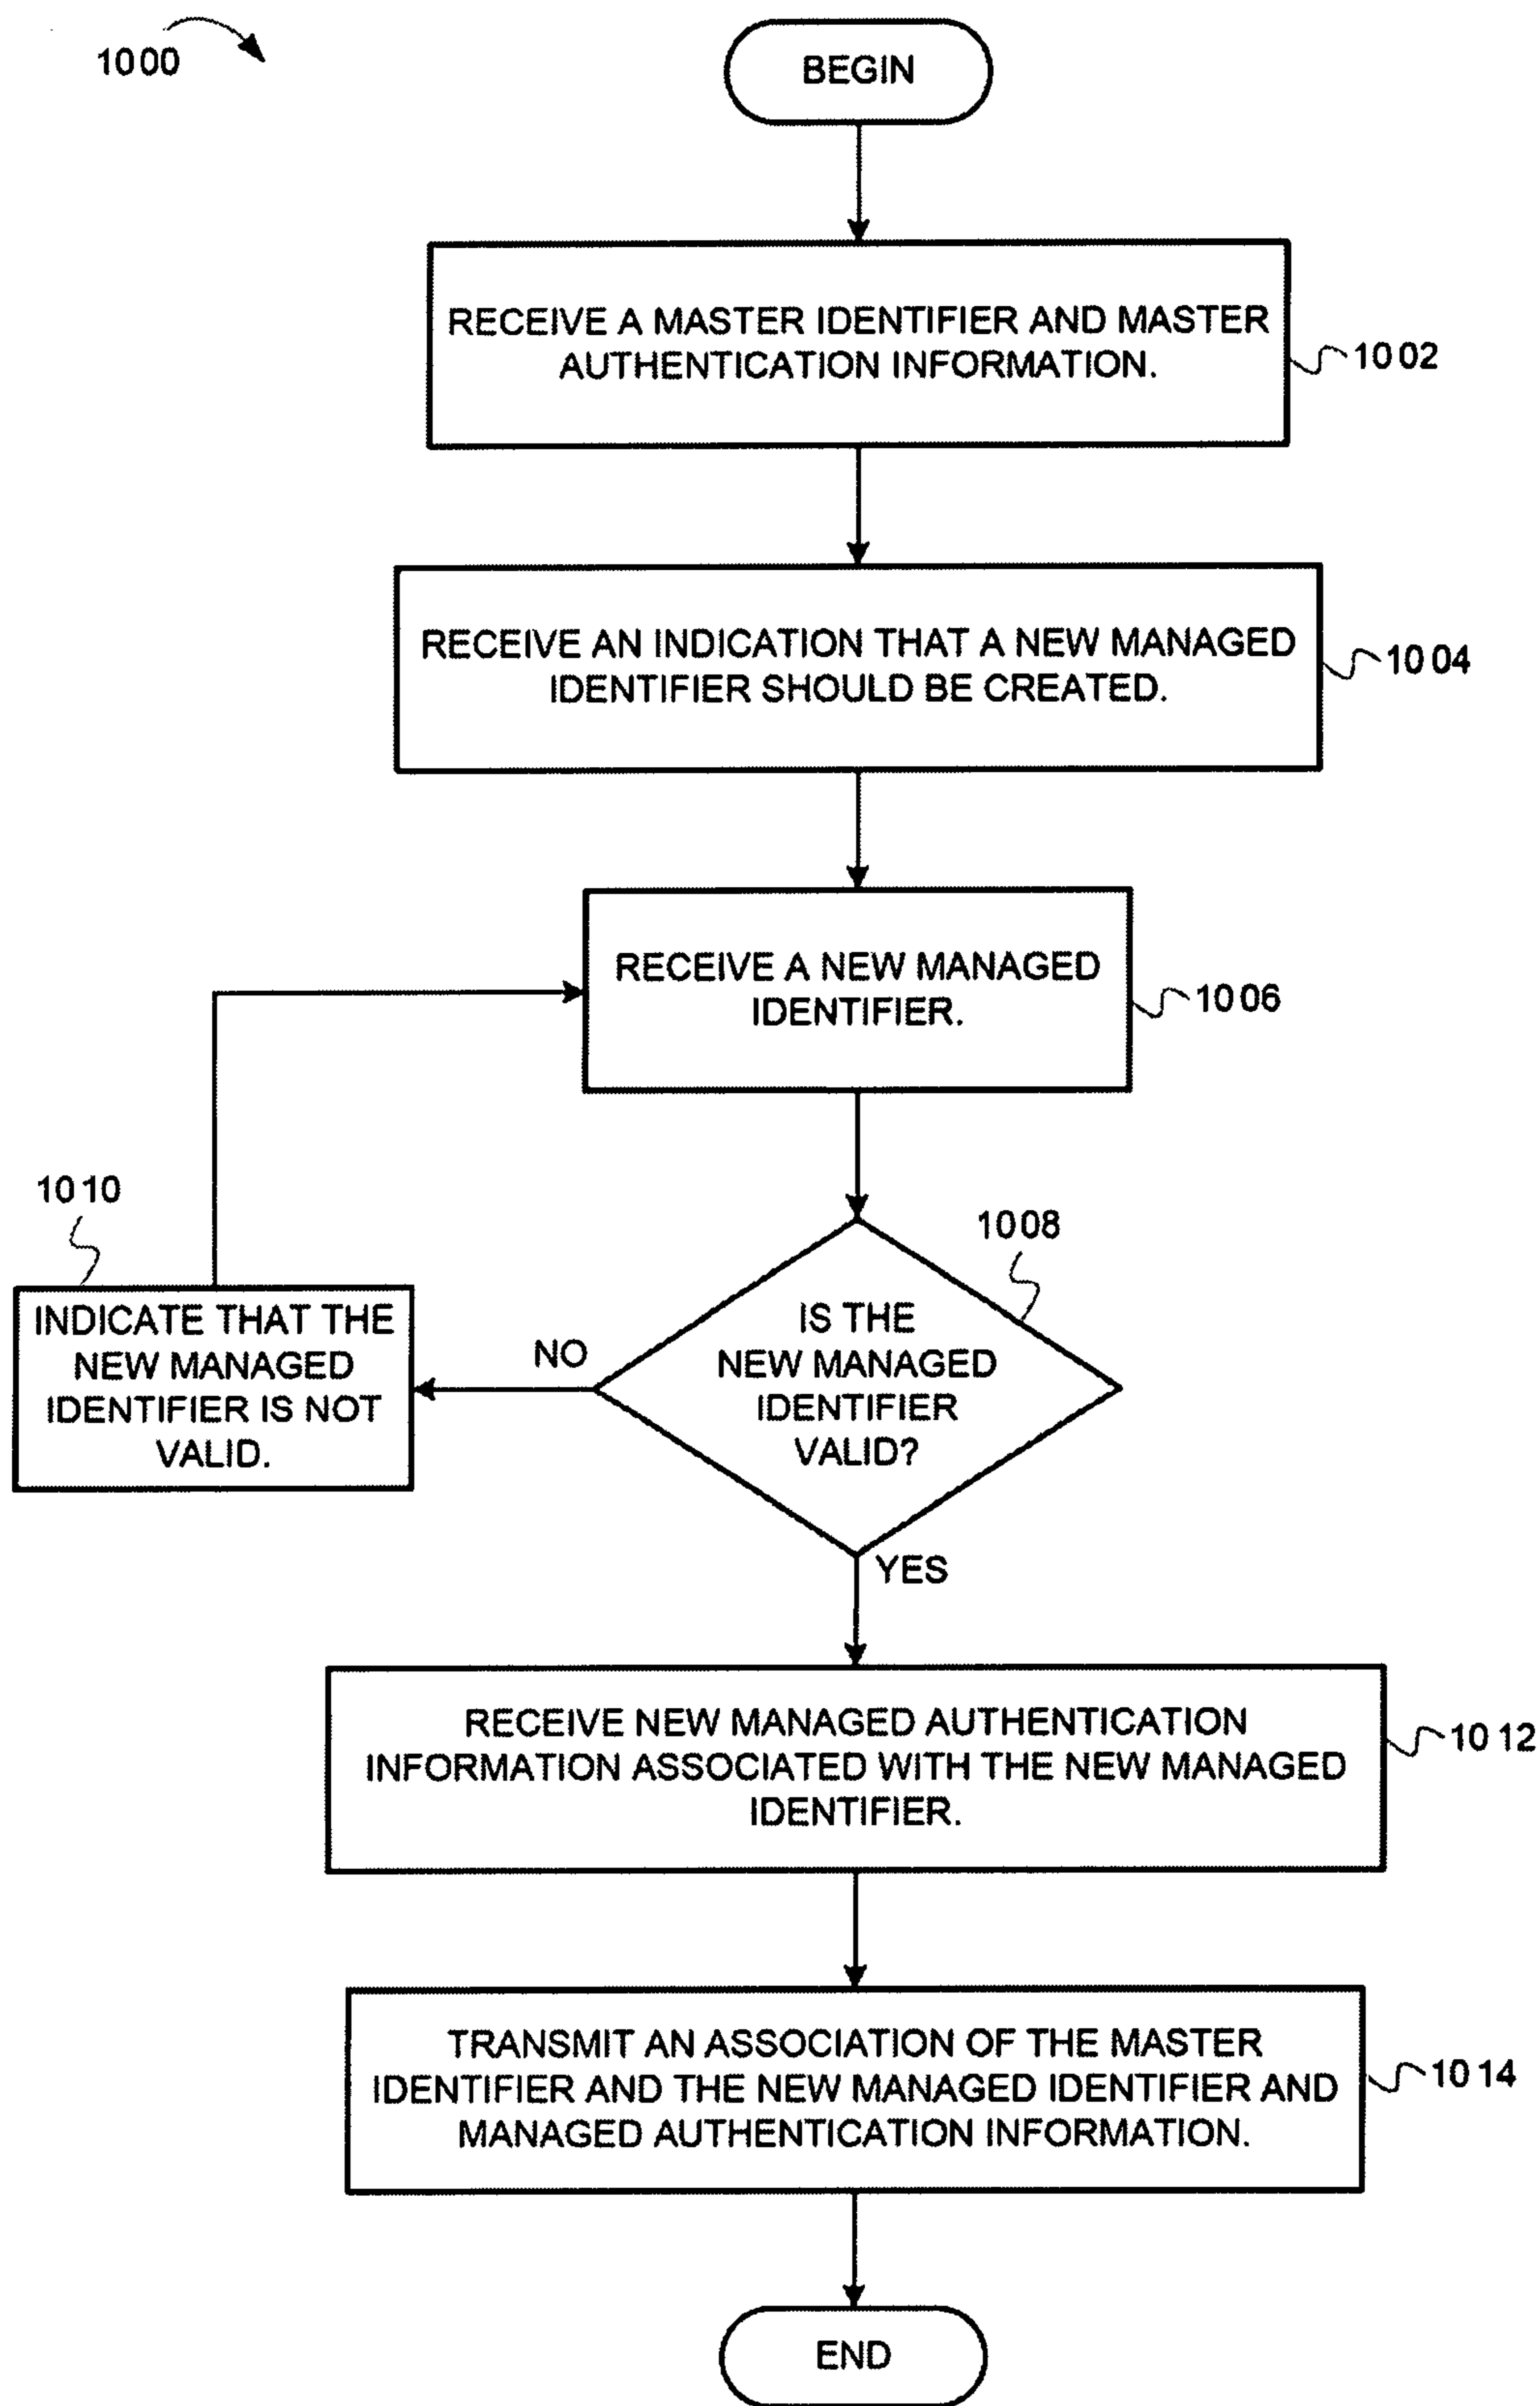 1000
BEGIN
RECEIVE A MASTER IDENTIFIER AND MASTER
AUTHENTICATION INFORMATION.
1002
RECEIVE AN INDICATION THAT A NEW MANAGED
IDENTIFIER SHOULD BE CREATED.
1004
RECEIVE A NEW MANAGED
IDENTIFIER.
1006
1010
INDICATE THAT THE
NEW MANAGED
IDENTIFIER IS NOT
VALID.
NO
1008
IS THE
NEW MANAGED
IDENTIFIER
VALID?
YES
RECEIVE NEW MANAGED AUTHENTICATION
INFORMATION ASSOCIATED WITH THE NEW MANAGED
IDENTIFIER.
1012
TRANSMIT AN ASSOCIATION OF THE MASTER
IDENTIFIER AND THE NEW MANAGED IDENTIFIER AND
MANAGED AUTHENTICATION INFORMATION.
1014
END